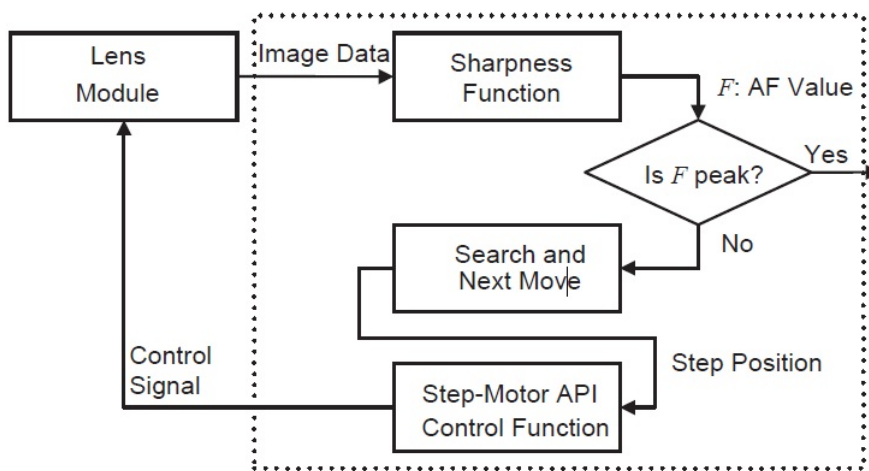 Lens
Module
Image Data
Sharpness
Function
F: AF Value
Is F peak?
Yes
No
Search and
Next Move
Step Position
Control
Signal
Step-Motor API
Control Function